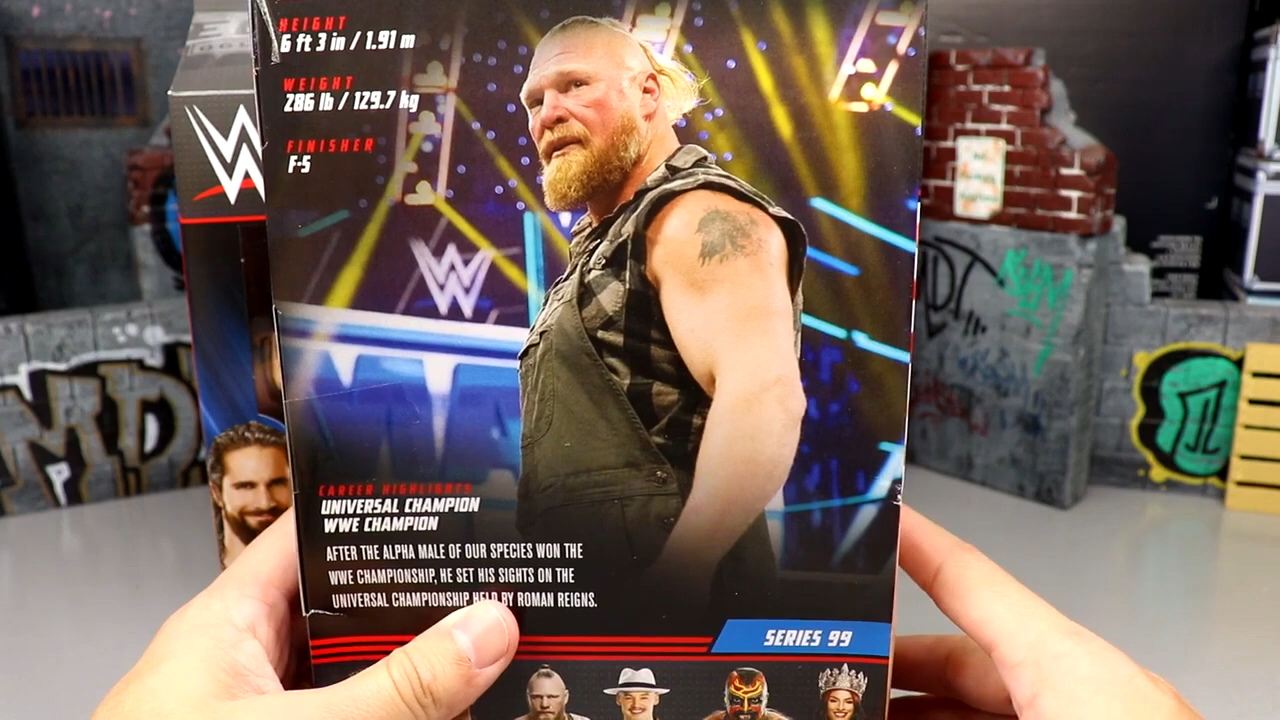 HEIGHT
6 ft 3 in / 1.91 m
WEIGHT
286 lb / 129.7 kg
FINISHER
F-5
W
W
CAREER HIGHLIGHTS
UNIVERSAL CHAMPION
WWE CHAMPION
AFTER THE ALPHA MALE OF OUR SPECIES WON THE
WWE CHAMPIONSHIP, HE SET HIS SIGHTS ON THE
UNIVERSAL CHAMPIONSHIP HELD BY ROMAN REIGNS.
SERIES 99